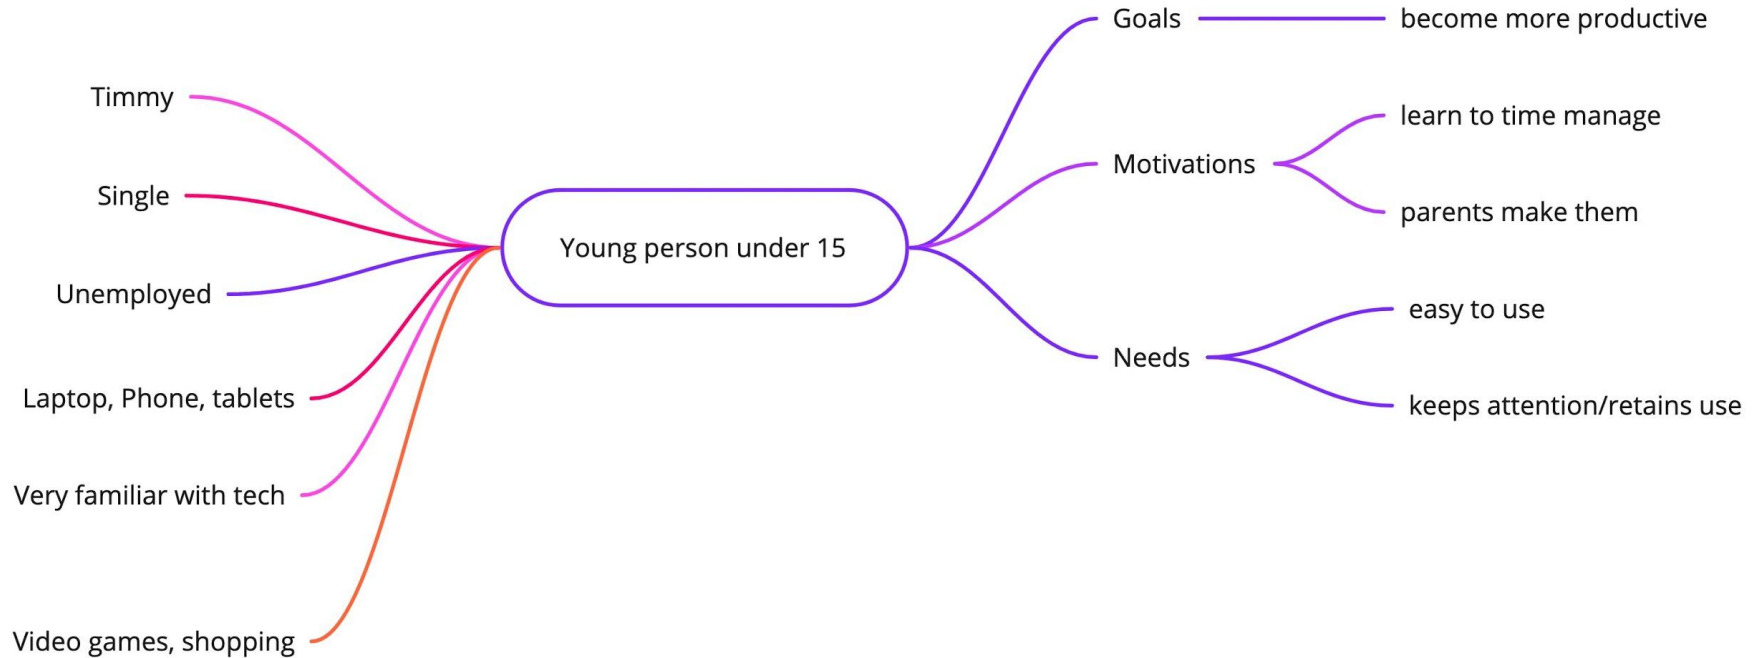 Timmy
Single
Unemployed
Laptop, Phone, tablets
Very familiar with tech
Video games, shopping
Young person under 15
Goals
become more productive
Motivations
learn to time manage
parents make them
Needs
easy to use
keeps attention/retains use